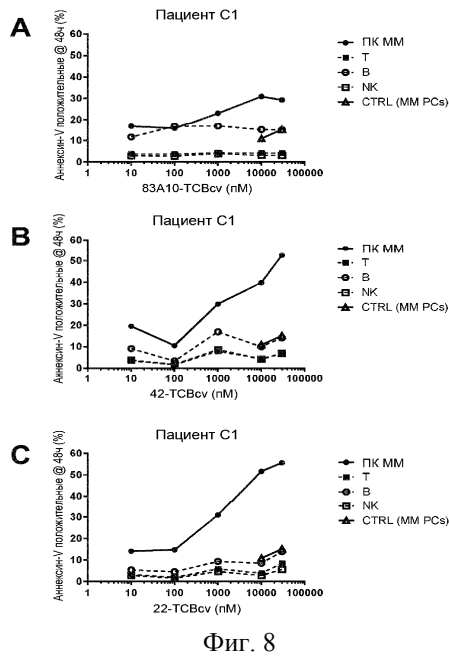 A
Пациент C1
Аннексин-V положительные @ 48ч (%)
60
50
40
30
20
10
0
1
10
100
1000
10000
100000
83A10-TCBcv (пМ)
ПК ММ
T
B
NK
CTRL (MM PCs)
B
Пациент C1
Аннексин-V положительные @ 48ч (%)
60
50
40
30
20
10
0
1
10
100
1000
10000
100000
42-TCBcv (пМ)
ПК ММ
T
B
NK
CTRL (MM PCs)
C
Пациент C1
Аннексин-V положительные @ 48ч (%)
60
50
40
30
20
10
0
1
10
100
1000
10000
100000
22-TCBcv (пМ)
ПК ММ
T
B
NK
CTRL (MM PCs)
Фиг. 8